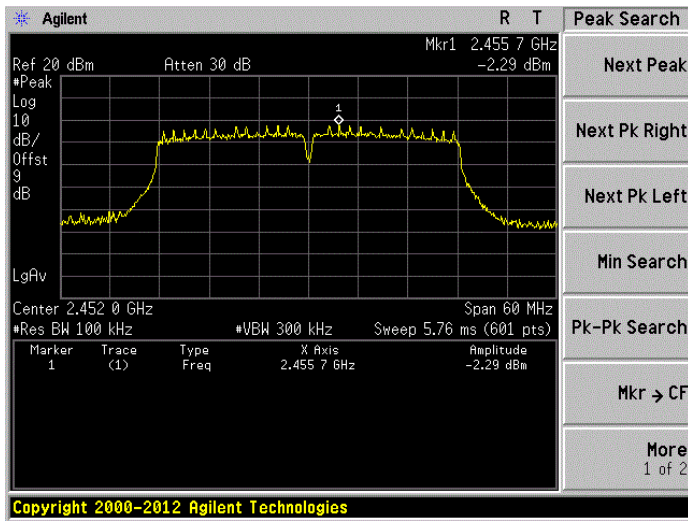 Agilent R T
Peak Search
Mkr1 2.455 7 GHz
Ref 20 dBm Atten 30 dB -2.29 dBm
#Peak
Log
10
dB/
Offst
9
dB
1
LgAv
Center 2.452 0 GHz Span 60 MHz
#Res BW 100 kHz #VBW 300 kHz Sweep 5.76 ms (601 pts)
Marker Trace Type X Axis Amplitude
1 (1) Freq 2.455 7 GHz -2.29 dBm
Next Peak
Next Pk Right
Next Pk Left
Min Search
Pk-Pk Search
Mkr → CF
More
1 of 2
Copyright 2000-2012 Agilent Technologies